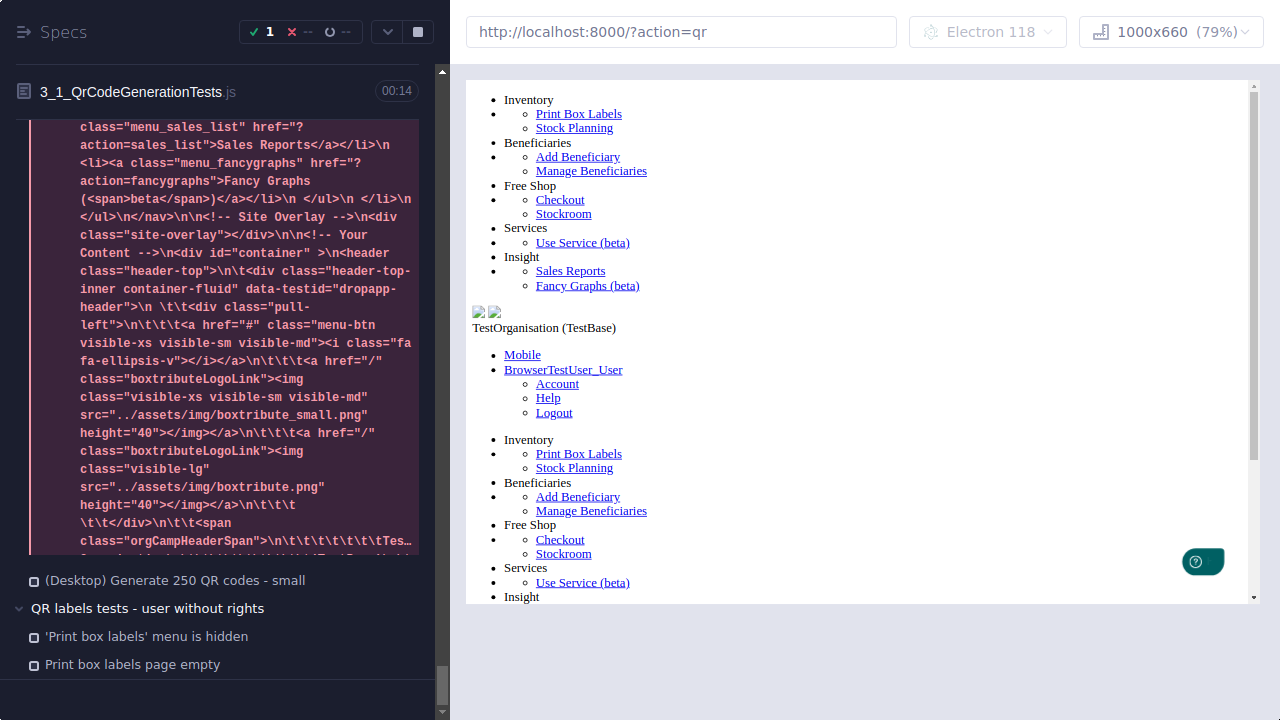 Specs
1
--
--
http://localhost:8000/?action=qr
Electron 118
1000x660 (79%)
3_1_QrCodeGenerationTests.js
00:14
class="menu_sales_list" href="?
action=sales_list">Sales Reports</a></li>\n
<li><a class="menu_fancygraphs" href="?
action=fancygraphs">Fancy Graphs
(<span>beta</span>)</a></li>\n </ul>\n </li>\n
</ul>\n</nav>\n\n<!-- Site Overlay -->\n<div
class="site-overlay"></div>\n\n<!-- Your
Content -->\n<div id="container" >\n<header
class="header-top">\n\t<div class="header-top-
inner container-fluid" data-testid="dropapp-
header">\n \t\t<div class="pull-
left">\n\t\t\t<a href="#" class="menu-btn
visible-xs visible-sm visible-md"><i class="fa
fa-ellipsis-v"></i></a>\n\t\t\t<a href="/"
class="boxtributeLogoLink"><img
class="visible-xs visible-sm visible-md"
src="../assets/img/boxtribute_small.png"
height="40"></img></a>\n\t\t\t<a href="/"
class="boxtributeLogoLink"><img
class="visible-lg"
src="../assets/img/boxtribute.png"
height="40"></img></a>\n\t\t\t
\t\t</div>\n\t\t<span
class="orgCampHeaderSpan">\n\t\t\t\t\t\t\tTes…
(Desktop) Generate 250 QR codes - small
QR labels tests - user without rights
'Print box labels' menu is hidden
Print box labels page empty
Inventory
Print Box Labels
Stock Planning
Beneficiaries
Add Beneficiary
Manage Beneficiaries
Free Shop
Checkout
Stockroom
Services
Use Service (beta)
Insight
Sales Reports
Fancy Graphs (beta)
TestOrganisation (TestBase)
Mobile
BrowserTestUser_User
Account
Help
Logout
Inventory
Print Box Labels
Stock Planning
Beneficiaries
Add Beneficiary
Manage Beneficiaries
Free Shop
Checkout
Stockroom
Services
Use Service (beta)
Insight